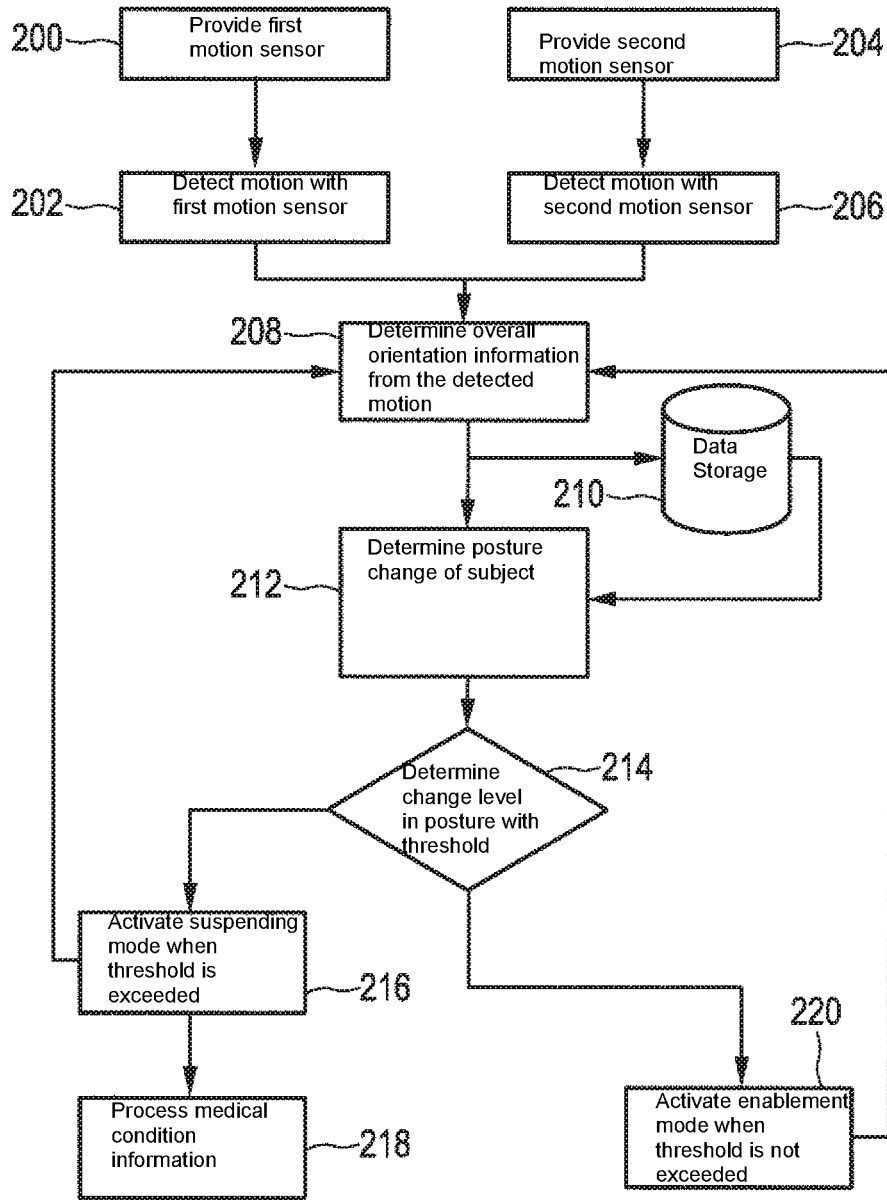 200
Provide first
motion sensor
Provide second
motion sensor
204
202
Detect motion with
first motion sensor
Detect motion with
second motion sensor
206
208
Determine overall
orientation information
from the detected
motion
Data
Storage
210
212
Determine posture
change of subject
214
Determine
change level
in posture with
threshold
Activate suspending
mode when
threshold is
exceeded
216
220
Process medical
condition
information
218
Activate enablement
mode when
threshold is not
exceeded